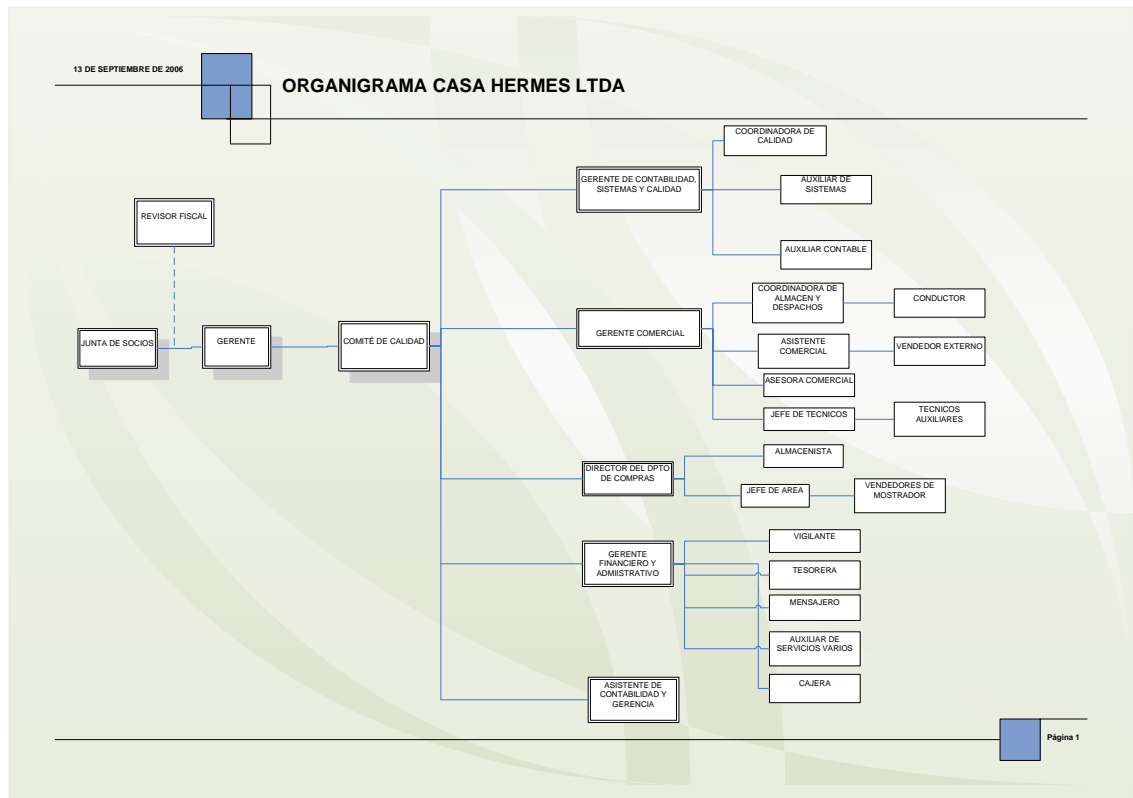 13 DE SEPTIEMBRE DE 2006
ORGANIGRAMA CASA HERMES LTDA
COORDINADORA DE
CALIDAD
GERENTE DE CONTABILIDAD,
SISTEMAS Y CALIDAD
AUXILIAR DE
SISTEMAS
REVISOR FISCAL
AUXILIAR CONTABLE
COORDINADORA DE
ALMACEN Y
DESPACHOS
CONDUCTOR
JUNTA DE SOCIOS
GERENTE
COMITÉ DE CALIDAD
GERENTE COMERCIAL
ASISTENTE
COMERCIAL
VENDEDOR EXTERNO
ASESORA COMERCIAL
JEFE DE TECNICOS
TECNICOS
AUXILIARES
ALMACENISTA
DIRECTOR DEL DPTO
DE COMPRAS
JEFE DE AREA
VENDEDORES DE
MOSTRADOR
VIGILANTE
GERENTE
FINANCIERO Y
ADMIISTRATIVO
TESORERA
MENSAJERO
AUXILIAR DE
SERVICIOS VARIOS
CAJERA
ASISTENTE DE
CONTABILIDAD Y
GERENCIA
Página 1